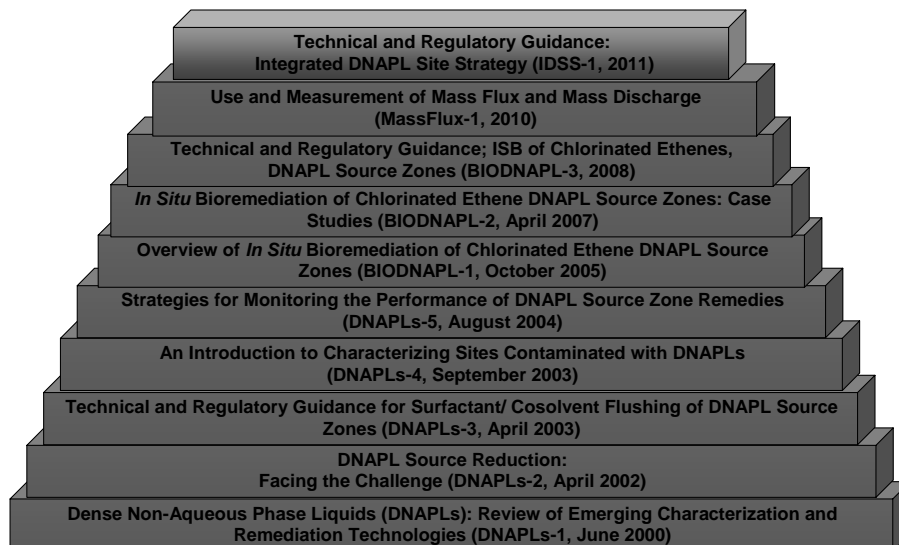 Technical and Regulatory Guidance:
Integrated DNAPL Site Strategy (IDSS-1, 2011)
Use and Measurement of Mass Flux and Mass Discharge
(MassFlux-1, 2010)
Technical and Regulatory Guidance; ISB of Chlorinated Ethenes,
DNAPL Source Zones (BIODNAPL-3, 2008)
In Situ Bioremediation of Chlorinated Ethene DNAPL Source Zones: Case
Studies (BIODNAPL-2, April 2007)
Overview of In Situ Bioremediation of Chlorinated Ethene DNAPL Source
Zones (BIODNAPL-1, October 2005)
Strategies for Monitoring the Performance of DNAPL Source Zone Remedies
(DNAPLs-5, August 2004)
An Introduction to Characterizing Sites Contaminated with DNAPLs
(DNAPLs-4, September 2003)
Technical and Regulatory Guidance for Surfactant/ Cosolvent Flushing of DNAPL Source
Zones (DNAPLs-3, April 2003)
DNAPL Source Reduction:
Facing the Challenge (DNAPLs-2, April 2002)
Dense Non-Aqueous Phase Liquids (DNAPLs): Review of Emerging Characterization and
Remediation Technologies (DNAPLs-1, June 2000)